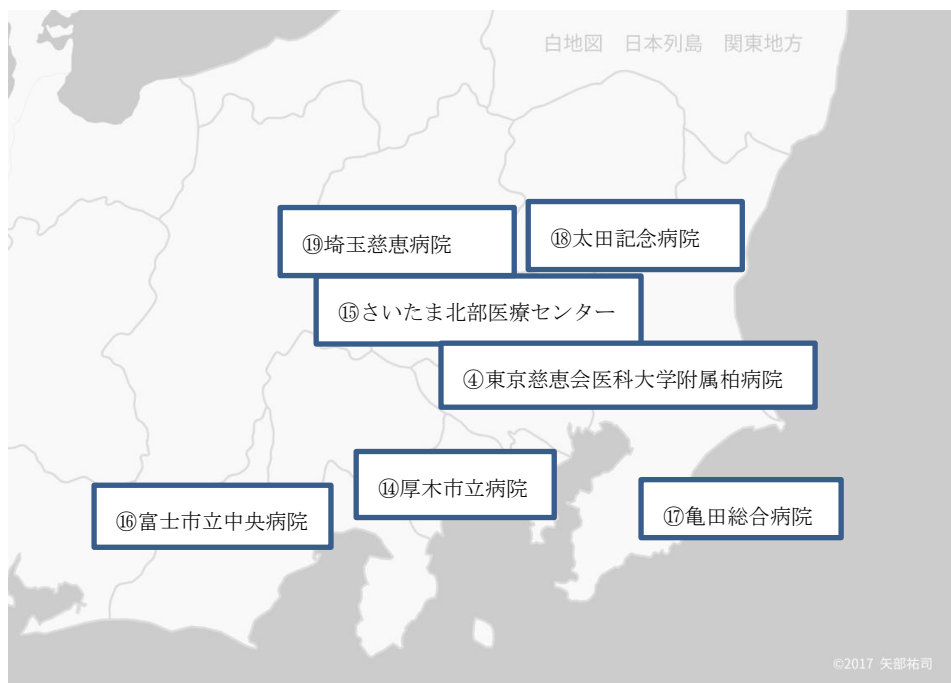 白地図 日本列島 関東地方
⑲埼玉慈恵病院
⑱太田記念病院
⑮さいたま北部医療センター
④東京慈恵会医科大学附属柏病院
⑭厚木市立病院
⑯富士市立中央病院
⑰亀田総合病院
©2017 矢部祐司